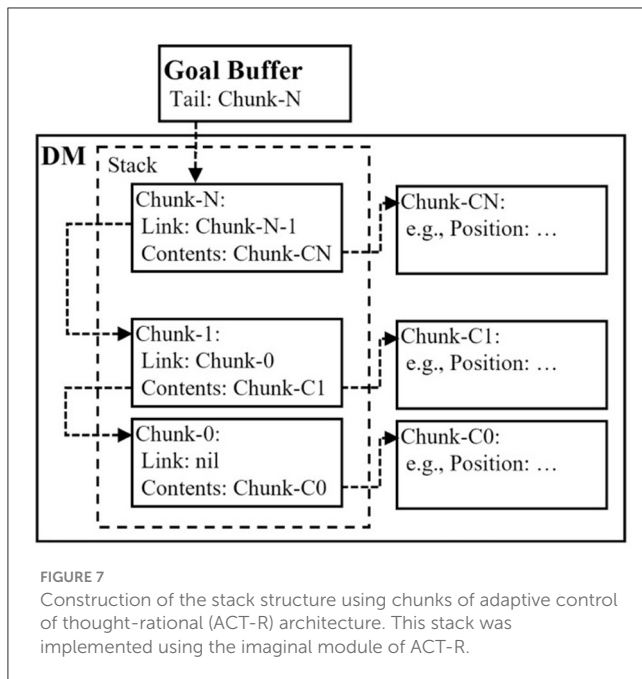 Goal Buffer
Tail: Chunk-N
DM
Stack
Chunk-N:
Link: Chunk-N-1
Contents: Chunk-CN
Chunk-CN:
e.g., Position: …
Chunk-1:
Link: Chunk-0
Contents: Chunk-C1
Chunk-C1:
e.g., Position: …
Chunk-0:
Link: nil
Contents: Chunk-C0
Chunk-C0:
e.g., Position: …
FIGURE 7
Construction of the stack structure using chunks of adaptive control
of thought-rational (ACT-R) architecture. This stack was
implemented using the imaginal module of ACT-R.